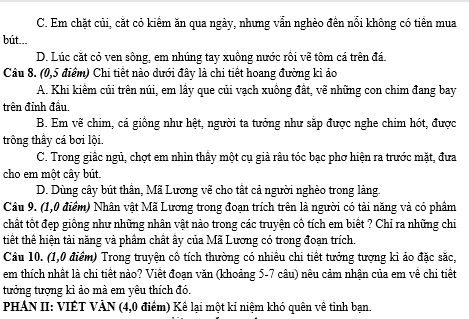 C. Em chặt củi, cắt cỏ kiếm ăn qua ngày, nhưng vẫn nghèo đến nỗi không có tiền mua
bút...
D. Lúc cắt cỏ ven sông, em nhúng tay xuống nước rồi vẽ tôm cá trên đá.
Câu 8. (0,5 điểm) Chi tiết nào dưới đây là chi tiết hoang đường kì ảo
A. Khi kiếm củi trên núi, em lấy que củi vạch xuống đất, vẽ những con chim đang bay
trên đỉnh đầu.
B. Em vẽ chim, cá giống như hệt, người ta tưởng như sắp được nghe chim hót, được
trông thấy cá bơi lội.
C. Trong giấc ngủ, chợt em nhìn thấy một cụ già râu tóc bạc phơ hiện ra trước mặt, đưa
cho em một cây bút.
D. Dùng cây bút thần, Mã Lương vẽ cho tất cả người nghèo trong làng.
Câu 9. (1,0 điểm) Nhân vật Mã Lương trong đoạn trích trên là người có tài năng và có phẩm
chất tốt đẹp giống như những nhân vật nào trong các truyện cổ tích em biết ? Chỉ ra những chi
tiết thể hiện tài năng và phẩm chất ấy của Mã Lương có trong đoạn trích.
Câu 10. (1,0 điểm) Trong truyện cổ tích thường có nhiều chi tiết tưởng tượng kì ảo đặc sắc,
em thích nhất là chi tiết nào? Viết đoạn văn (khoảng 5-7 câu) nêu cảm nhận của em về chi tiết
tưởng tượng kì ảo mà em yêu thích đó.
PHẦN II: VIẾT VĂN (4,0 điểm) Kể lại một kỉ niệm khó quên về tình bạn.